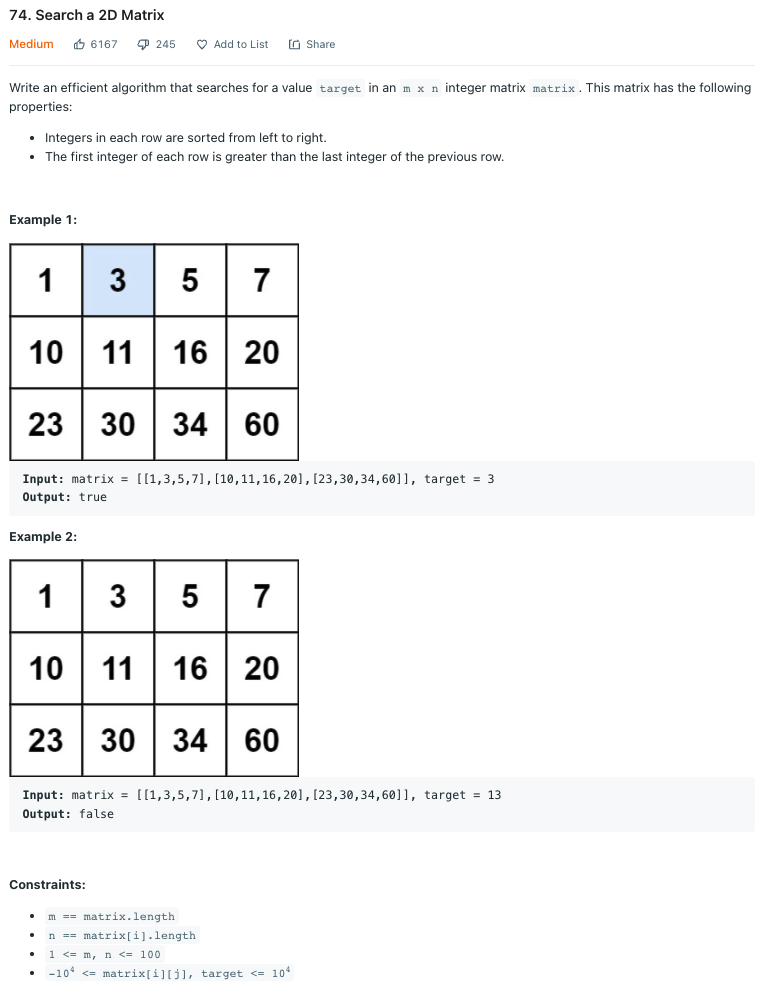 74. Search a 2D Matrix
Medium 6167 245 Add to List Share
Write an efficient algorithm that searches for a value target in an m x n integer matrix matrix. This matrix has the following
properties:
• Integers in each row are sorted from left to right.
• The first integer of each row is greater than the last integer of the previous row.
Example 1:
1 3 5 7
10 11 16 20
23 30 34 60
Input: matrix = [[1,3,5,7],[10,11,16,20],[23,30,34,60]], target = 3
Output: true
Example 2:
1 3 5 7
10 11 16 20
23 30 34 60
Input: matrix = [[1,3,5,7],[10,11,16,20],[23,30,34,60]], target = 13
Output: false
Constraints:
• m == matrix.length
• n == matrix[i].length
• 1 <= m, n <= 100
• -10⁴ <= matrix[i][j], target <= 10⁴